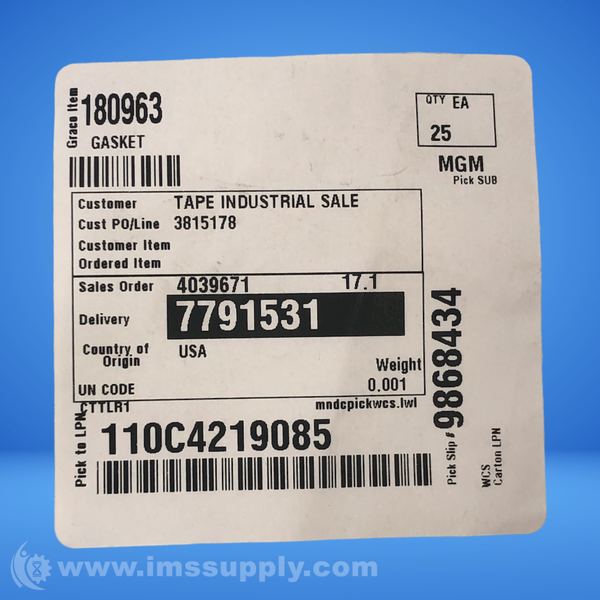 Graco Item
180963
GASKET
QTY EA
25
MGM
Pick SUB
Customer TAPE INDUSTRIAL SALE
Cust PO/Line 3815178
Customer Item
Ordered Item
Sales Order 4039671 17.1
Delivery 7791531
Country of Origin USA
Weight
0.001
UN CODE
CTTLR1 mndcpickwcs.lwl
Pick to LPN
110C4219085
Pick Slip # 9868434
WCS
Carton LPN
www.imssupply.com